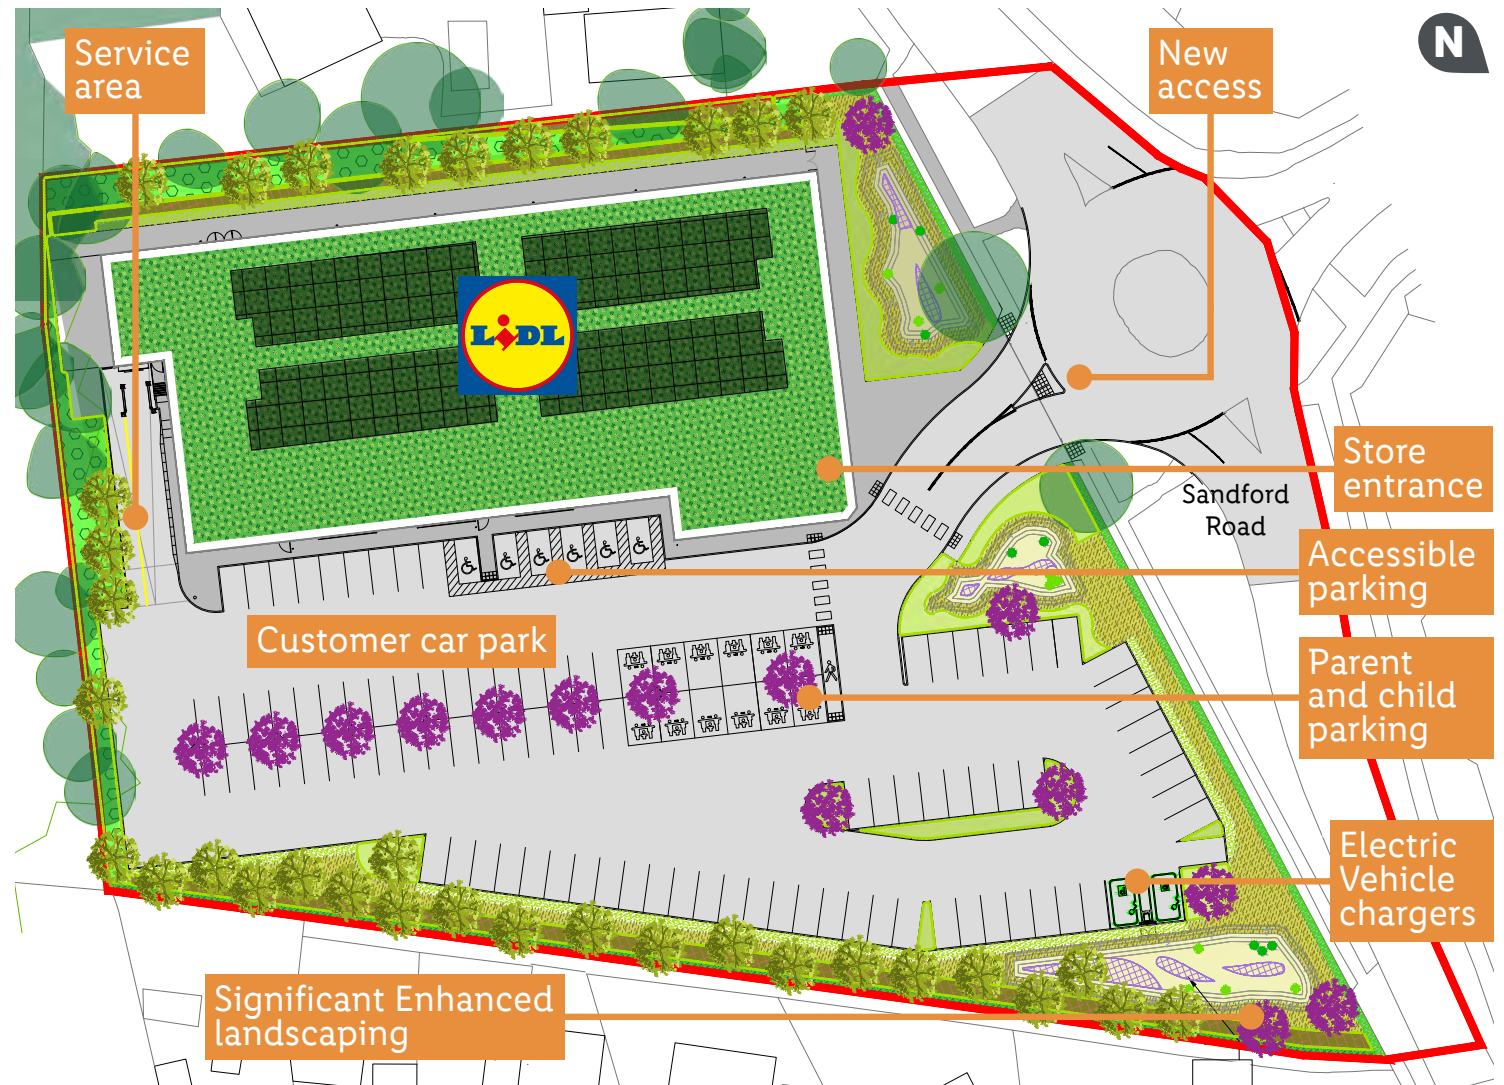 Service
area
New
access
N
LIDL
Store
entrance
Sandford
Road
Accessible
parking
Customer car park
Parent
and child
parking
Electric
Vehicle
chargers
Significant Enhanced
landscaping